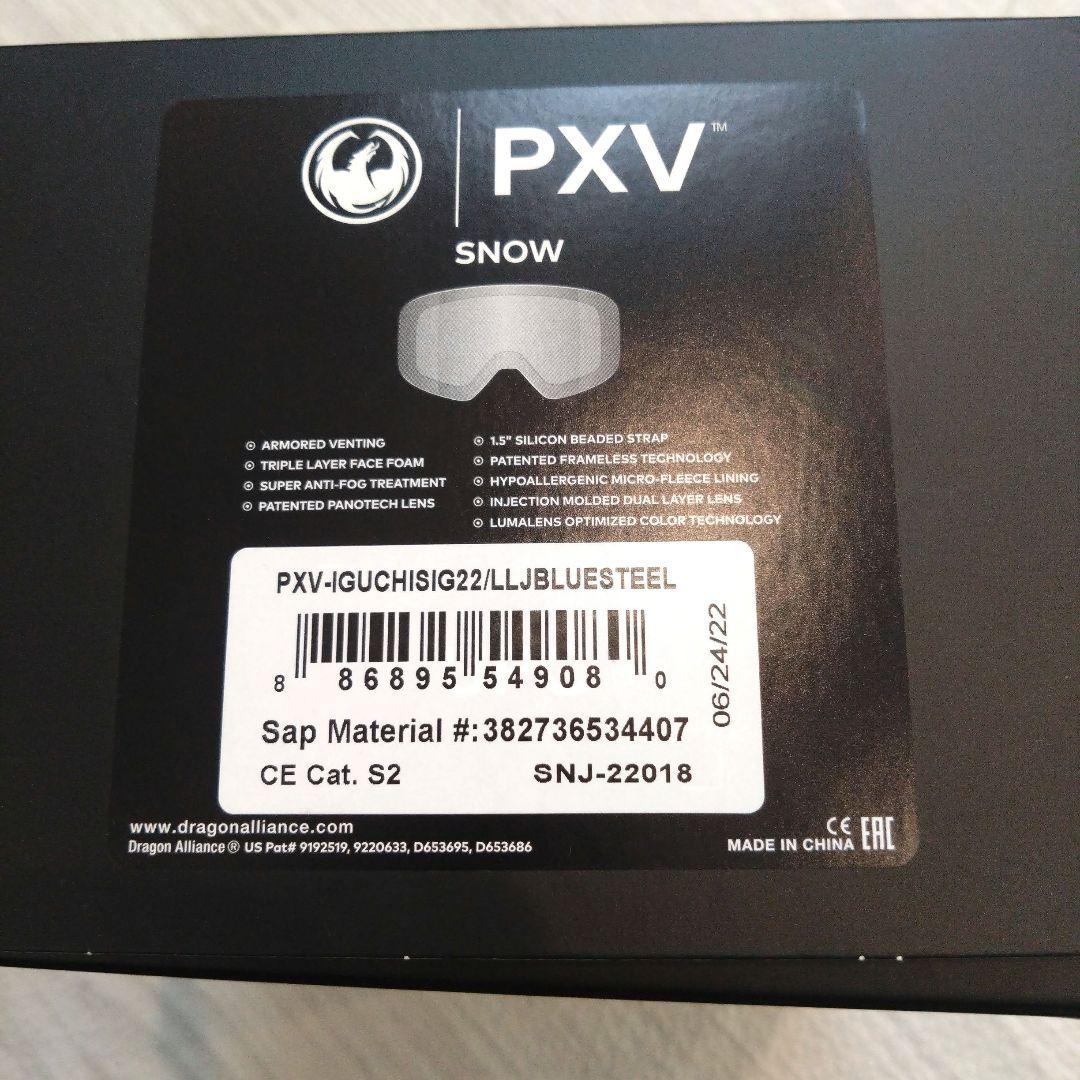 PXV™
SNOW
ARMORED VENTING
TRIPLE LAYER FACE FOAM
SUPER ANTI-FOG TREATMENT
PATENTED PANOTECH LENS
1.5" SILICON BEADED STRAP
PATENTED FRAMELESS TECHNOLOGY
HYPOALLERGENIC MICRO-FLEECE LINING
INJECTION MOLDED DUAL LAYER LENS
LUMALENS OPTIMIZED COLOR TECHNOLOGY
PXV-IGUCHISIG22/LLJBLUESTEEL
8 86895 54908 0
06/24/22
Sap Material #:382736534407
CE Cat. S2 SNJ-22018
www.dragonalliance.com
Dragon Alliance® US Pat# 9192519, 9220633, D653695, D653686
MADE IN CHINA CE EAC